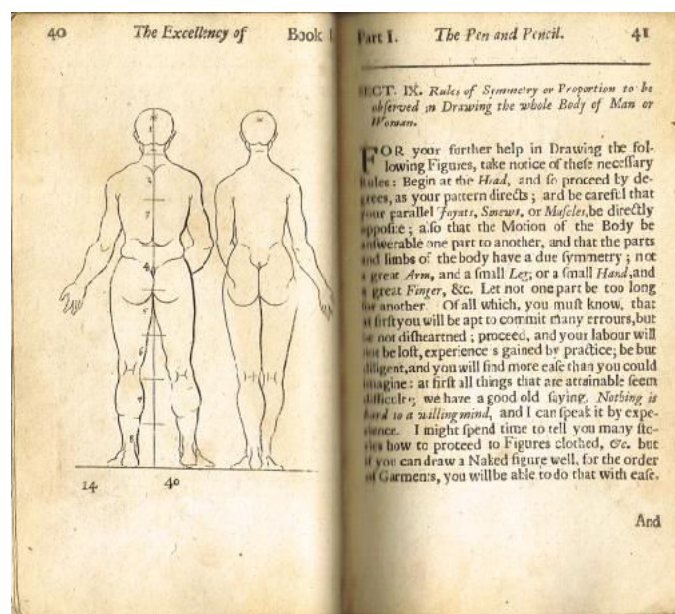 40 The Excellency of Book I.
1
2
3
4
5
6
7
8
14 40
Part I. The Pen and Pencil. 41
SECT. IX. Rules of Symmetry or Proportion to be
observed in Drawing the whole Body of Man or
Woman.
FOR your further help in Drawing the fol-
lowing Figures, take notice of theſe neceſſary
Rules: Begin at the Head, and ſo proceed by de-
grees, as your pattern directs; ard be careful that
your parallel Joynts, Sinews, or Muſcles,be directly
oppoſite; alſo that the Motion of the Body be
anſwerable one part to another, and that the parts
and limbs of the body have a due ſymmetry; not
a great Arm, and a ſmall Leg; or a ſmall Hand,and
a great Finger, &c. Let not one part be too long
for another. Of all which, you muſt know, that
at firſt you will be apt to commit many errours,but
be not diſheartned; proceed, and your labour will
not be loſt, experience is gained by practice; be but
diligent,and you will find more eaſe than you could
imagine: at firſt all things that are attainable ſeem
difficult; we have a good old ſaying, Nothing is
hard to a willing mind, and I can ſpeak it by expe-
rience. I might ſpend time to tell you many ſto-
ries how to proceed to Figures clothed, &c. but
if you can draw a Naked figure well, for the order
of Garments, you will be able to do that with eaſe.
And